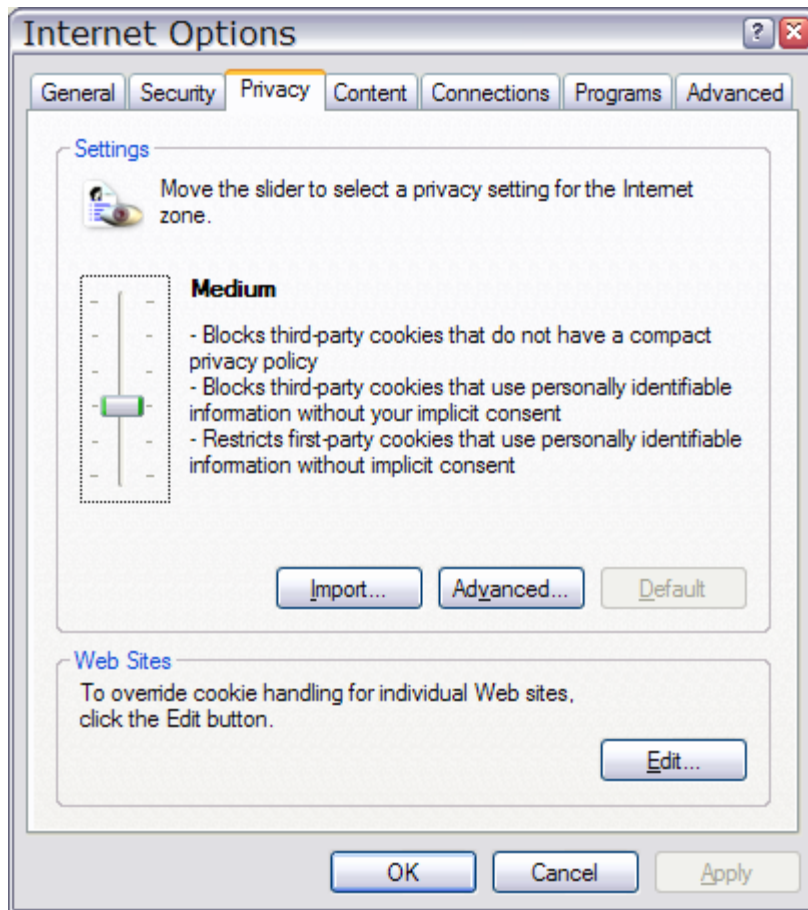 Internet Options
General Security Privacy Content Connections Programs Advanced
Settings
Move the slider to select a privacy setting for the Internet
zone.
Medium
- Blocks third-party cookies that do not have a compact
privacy policy
- Blocks third-party cookies that use personally identifiable
information without your implicit consent
- Restricts first-party cookies that use personally identifiable
information without implicit consent
Import... Advanced... Default
Web Sites
To override cookie handling for individual Web sites,
click the Edit button.
Edit...
OK Cancel Apply